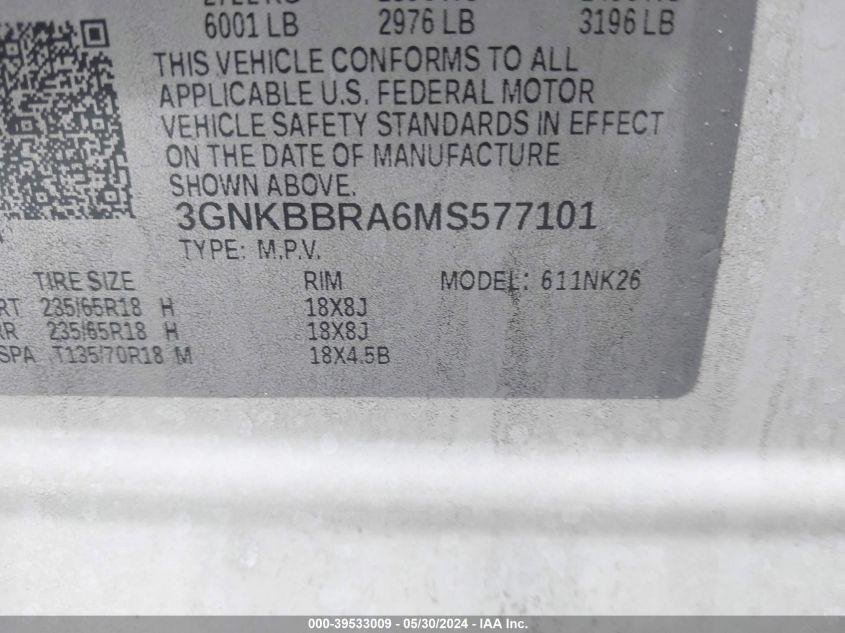 6001 LB 2976 LB 3196 LB
THIS VEHICLE CONFORMS TO ALL
APPLICABLE U.S. FEDERAL MOTOR
VEHICLE SAFETY STANDARDS IN EFFECT
ON THE DATE OF MANUFACTURE
SHOWN ABOVE.
3GNKBBRA6MS577101
TYPE: M.P.V.
TIRE SIZE RIM MODEL: 611NK26
RT 235/65R18 H 18X8J
RR 235/65R18 H 18X8J
SPA T135/70R18 M 18X4.5B
000-39533009 - 05/30/2024 - IAA Inc.